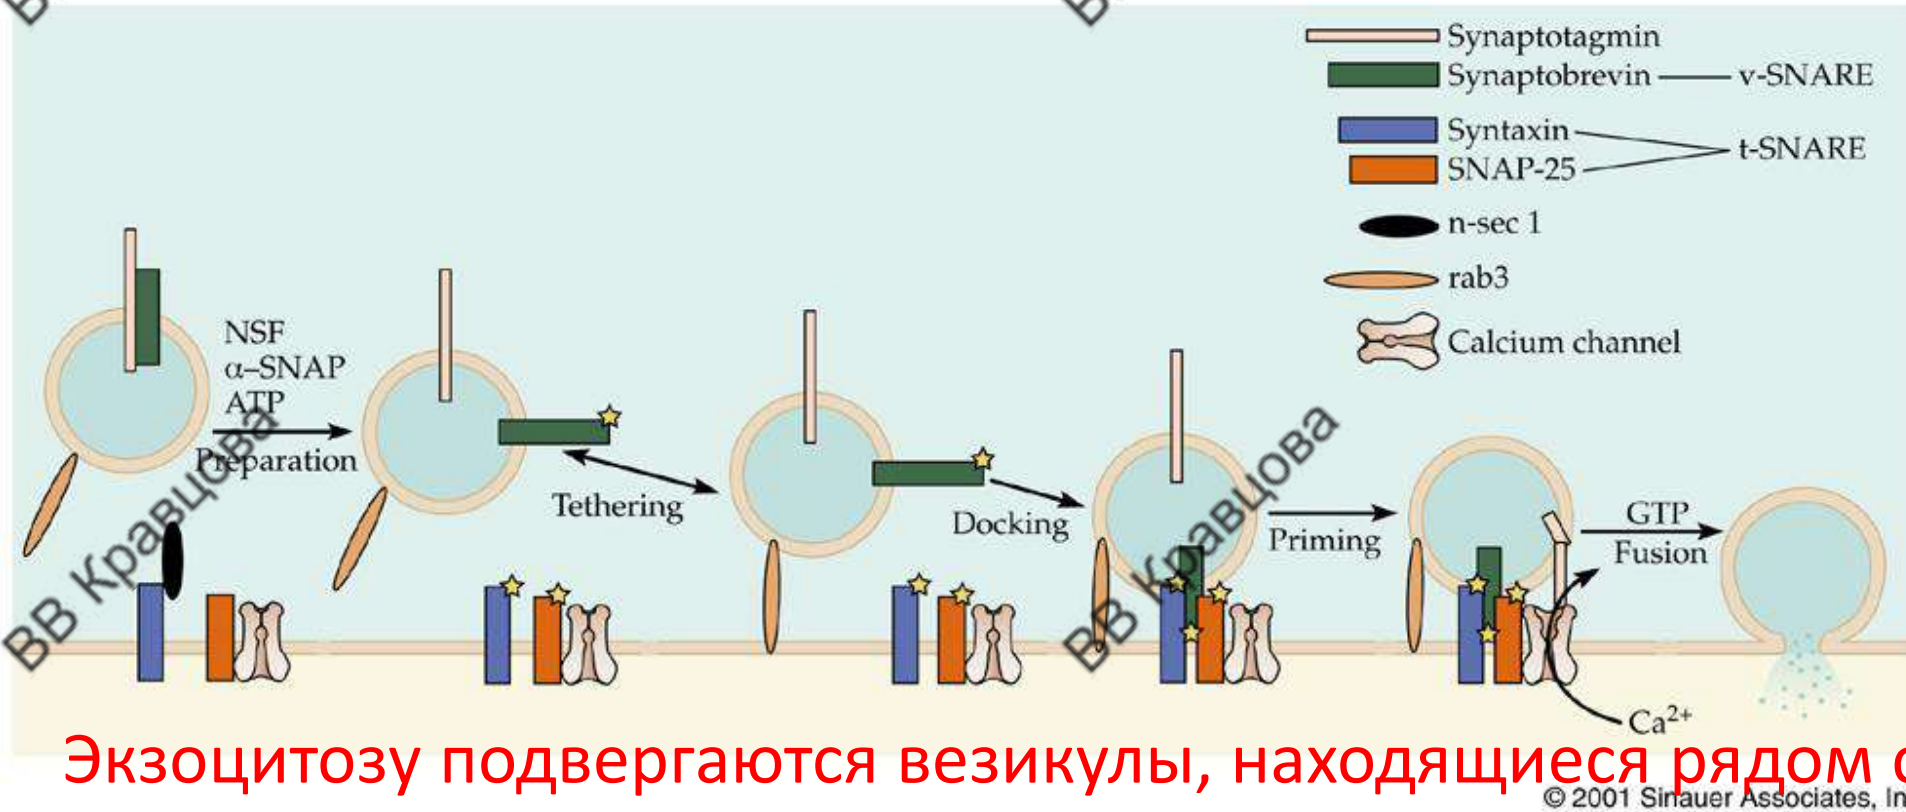 Synaptotagmin
Synaptobrevin v-SNARE
Syntaxin
t-SNARE
SNAP-25
n-sec 1
rab3
Calcium channel
NSF
α–SNAP
ATP
Preparation
Tethering
Docking
Priming
GTP
Fusion
Ca²⁺
ВВ Кравцова
ВВ Кравцова
Экзоцитозу подвергаются везикулы, находящиеся рядом с
© 2001 Sinauer Associates, In